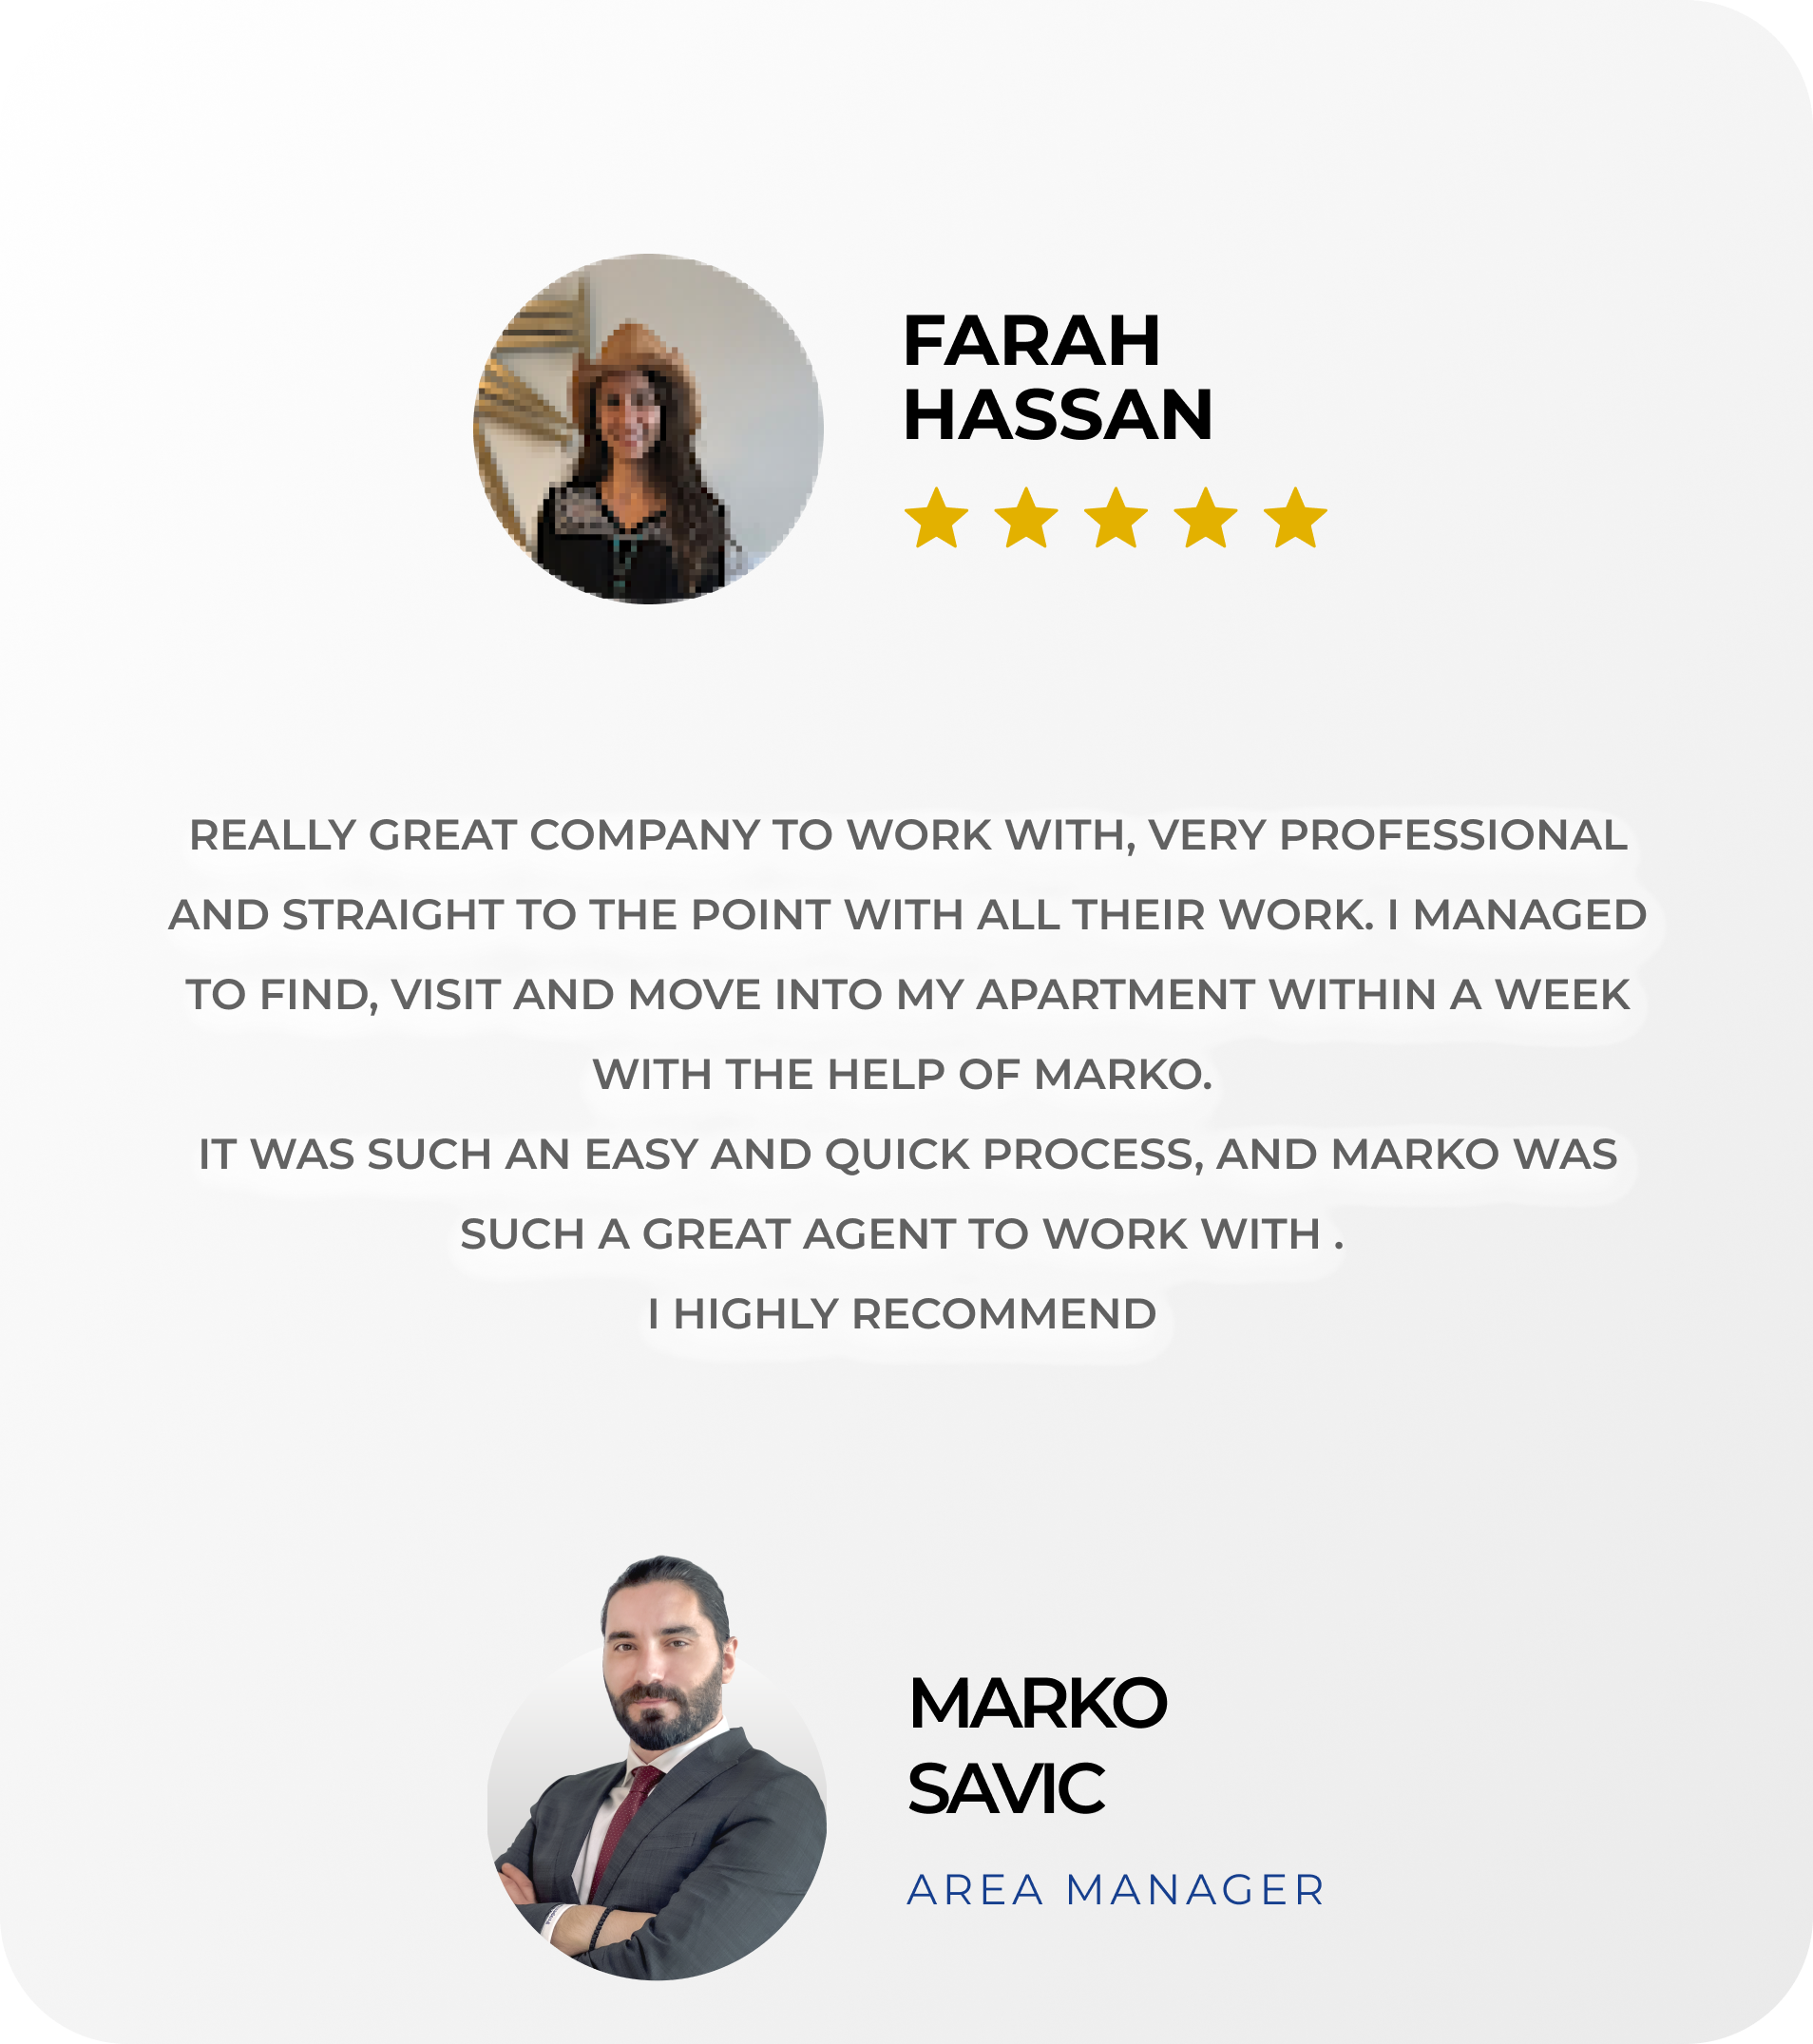 FARAH
HASSAN
REALLY GREAT COMPANY TO WORK WITH, VERY PROFESSIONAL
AND STRAIGHT TO THE POINT WITH ALL THEIR WORK. I MANAGED
TO FIND, VISIT AND MOVE INTO MY APARTMENT WITHIN A WEEK
WITH THE HELP OF MARKO.
IT WAS SUCH AN EASY AND QUICK PROCESS, AND MARKO WAS
SUCH A GREAT AGENT TO WORK WITH .
I HIGHLY RECOMMEND
MARKO
SAVIC
AREA MANAGER